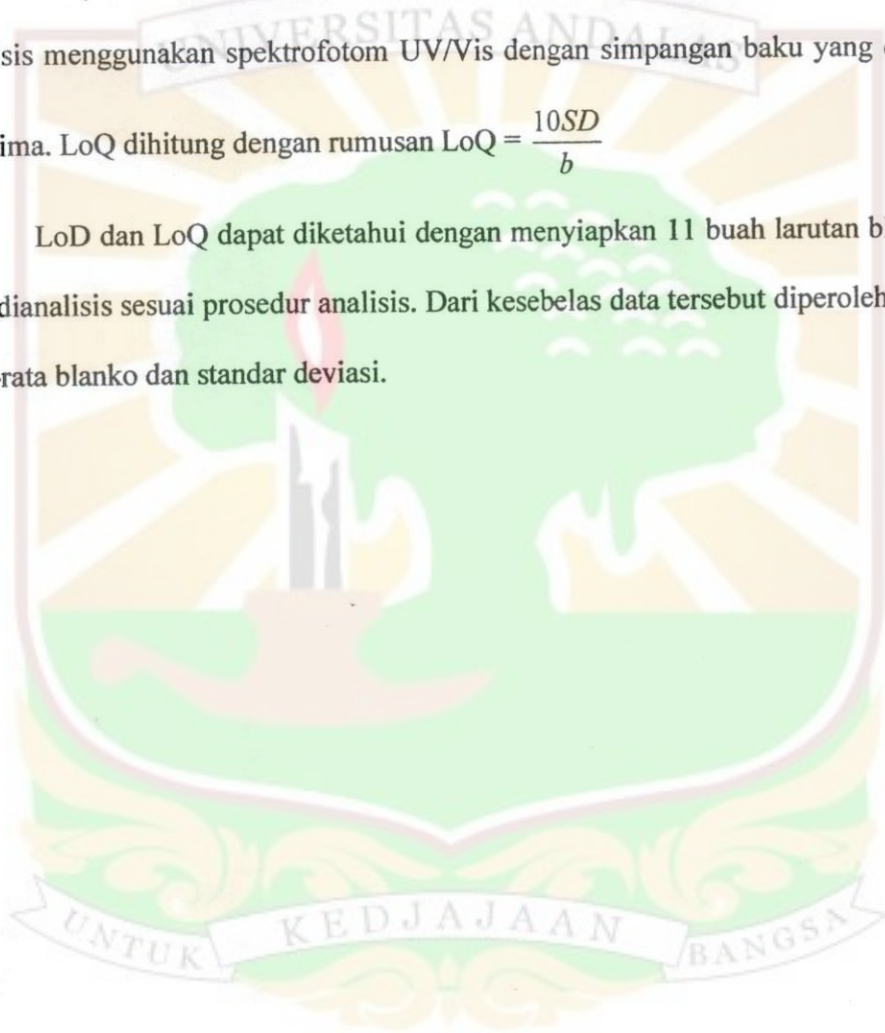 UNIVERSITAS ANDALAS
sis menggunakan spektrofotom UV/Vis dengan simpangan baku yang
ima. LoQ dihitung dengan rumusan LoQ = 10SD / b
LoD dan LoQ dapat diketahui dengan menyiapkan 11 buah larutan b
dianalisis sesuai prosedur analisis. Dari kesebelas data tersebut diperoleh
rata blanko dan standar deviasi.
UNTUK KEDJAJAAN BANGSA